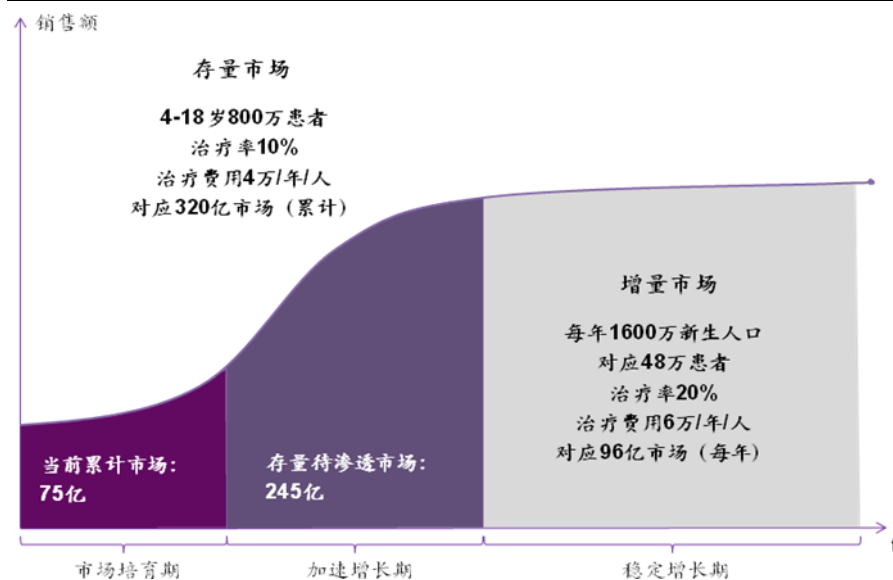 销售额
存量市场
4-18岁800万患者
治疗率10%
治疗费用4万/年/人
对应320亿市场（累计）
增量市场
每年1600万新生人口
对应48万患者
治疗率20%
治疗费用6万/年/人
对应96亿市场（每年）
当前累计市场：
75亿
存量待渗透市场：
245亿
市场培育期
加速增长期
稳定增长期